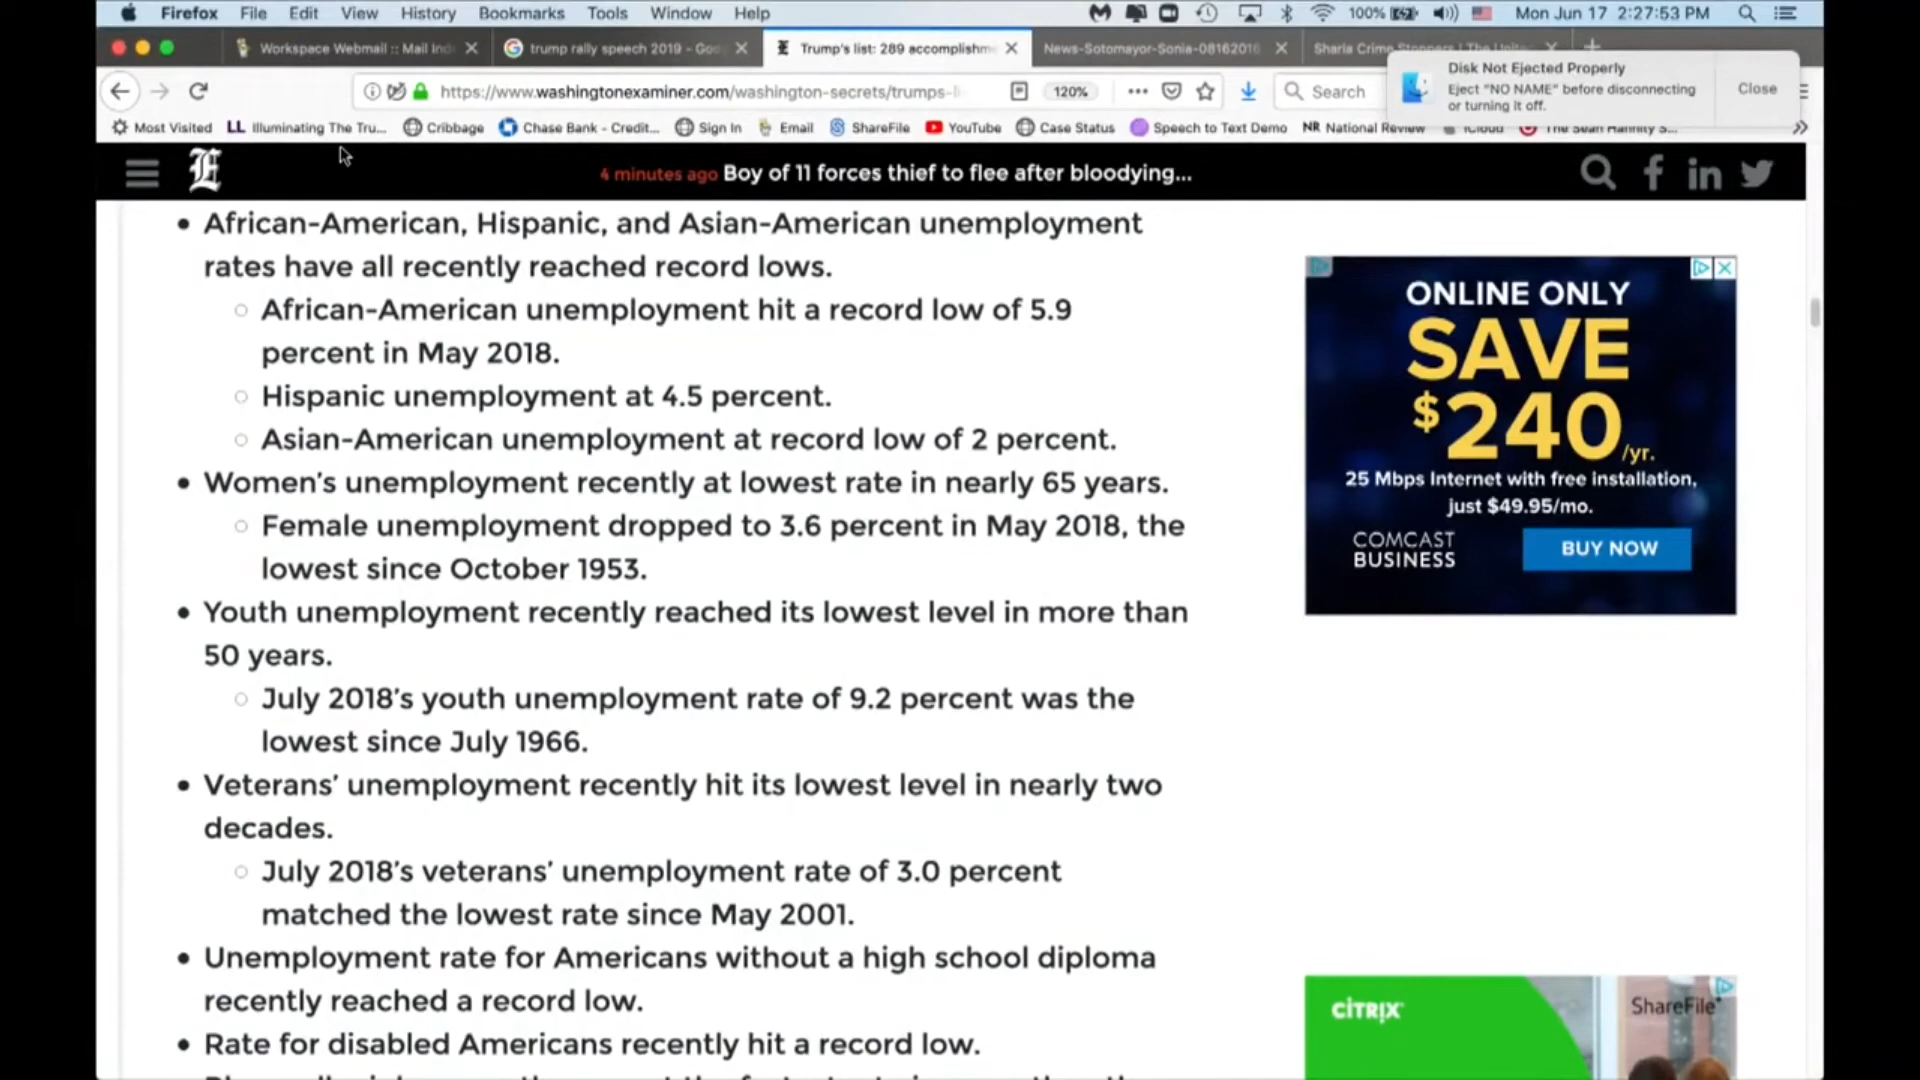 Firefox File Edit View History Bookmarks Tools Window Help 100% Mon Jun 17 2:27:53 PM
Workspace Webmail :: Mail Ind trump rally speech 2019 - Goo Trump's list: 289 accomplishm News-Sotomayor-Sonia-08162016 Sharia Crime Stoppers | The Unite
Disk Not Ejected Properly
Eject "NO NAME" before disconnecting
or turning it off.
Close
https://www.washingtonexaminer.com/washington-secrets/trumps-li 120% Search
Most Visited LL Illuminating The Tru... Cribbage Chase Bank - Credit... Sign In Email ShareFile YouTube Case Status Speech to Text Demo NR National Review iCloud The Sean Hannity S...
E 4 minutes ago Boy of 11 forces thief to flee after bloodying...
African-American, Hispanic, and Asian-American unemployment
rates have all recently reached record lows.
African-American unemployment hit a record low of 5.9
percent in May 2018.
Hispanic unemployment at 4.5 percent.
Asian-American unemployment at record low of 2 percent.
Women's unemployment recently at lowest rate in nearly 65 years.
Female unemployment dropped to 3.6 percent in May 2018, the
lowest since October 1953.
Youth unemployment recently reached its lowest level in more than
50 years.
July 2018's youth unemployment rate of 9.2 percent was the
lowest since July 1966.
Veterans' unemployment recently hit its lowest level in nearly two
decades.
July 2018's veterans' unemployment rate of 3.0 percent
matched the lowest rate since May 2001.
Unemployment rate for Americans without a high school diploma
recently reached a record low.
Rate for disabled Americans recently hit a record low.
ONLINE ONLY
SAVE
$240/yr.
25 Mbps Internet with free installation,
just $49.95/mo.
COMCAST
BUSINESS
BUY NOW
CITRIX
ShareFile